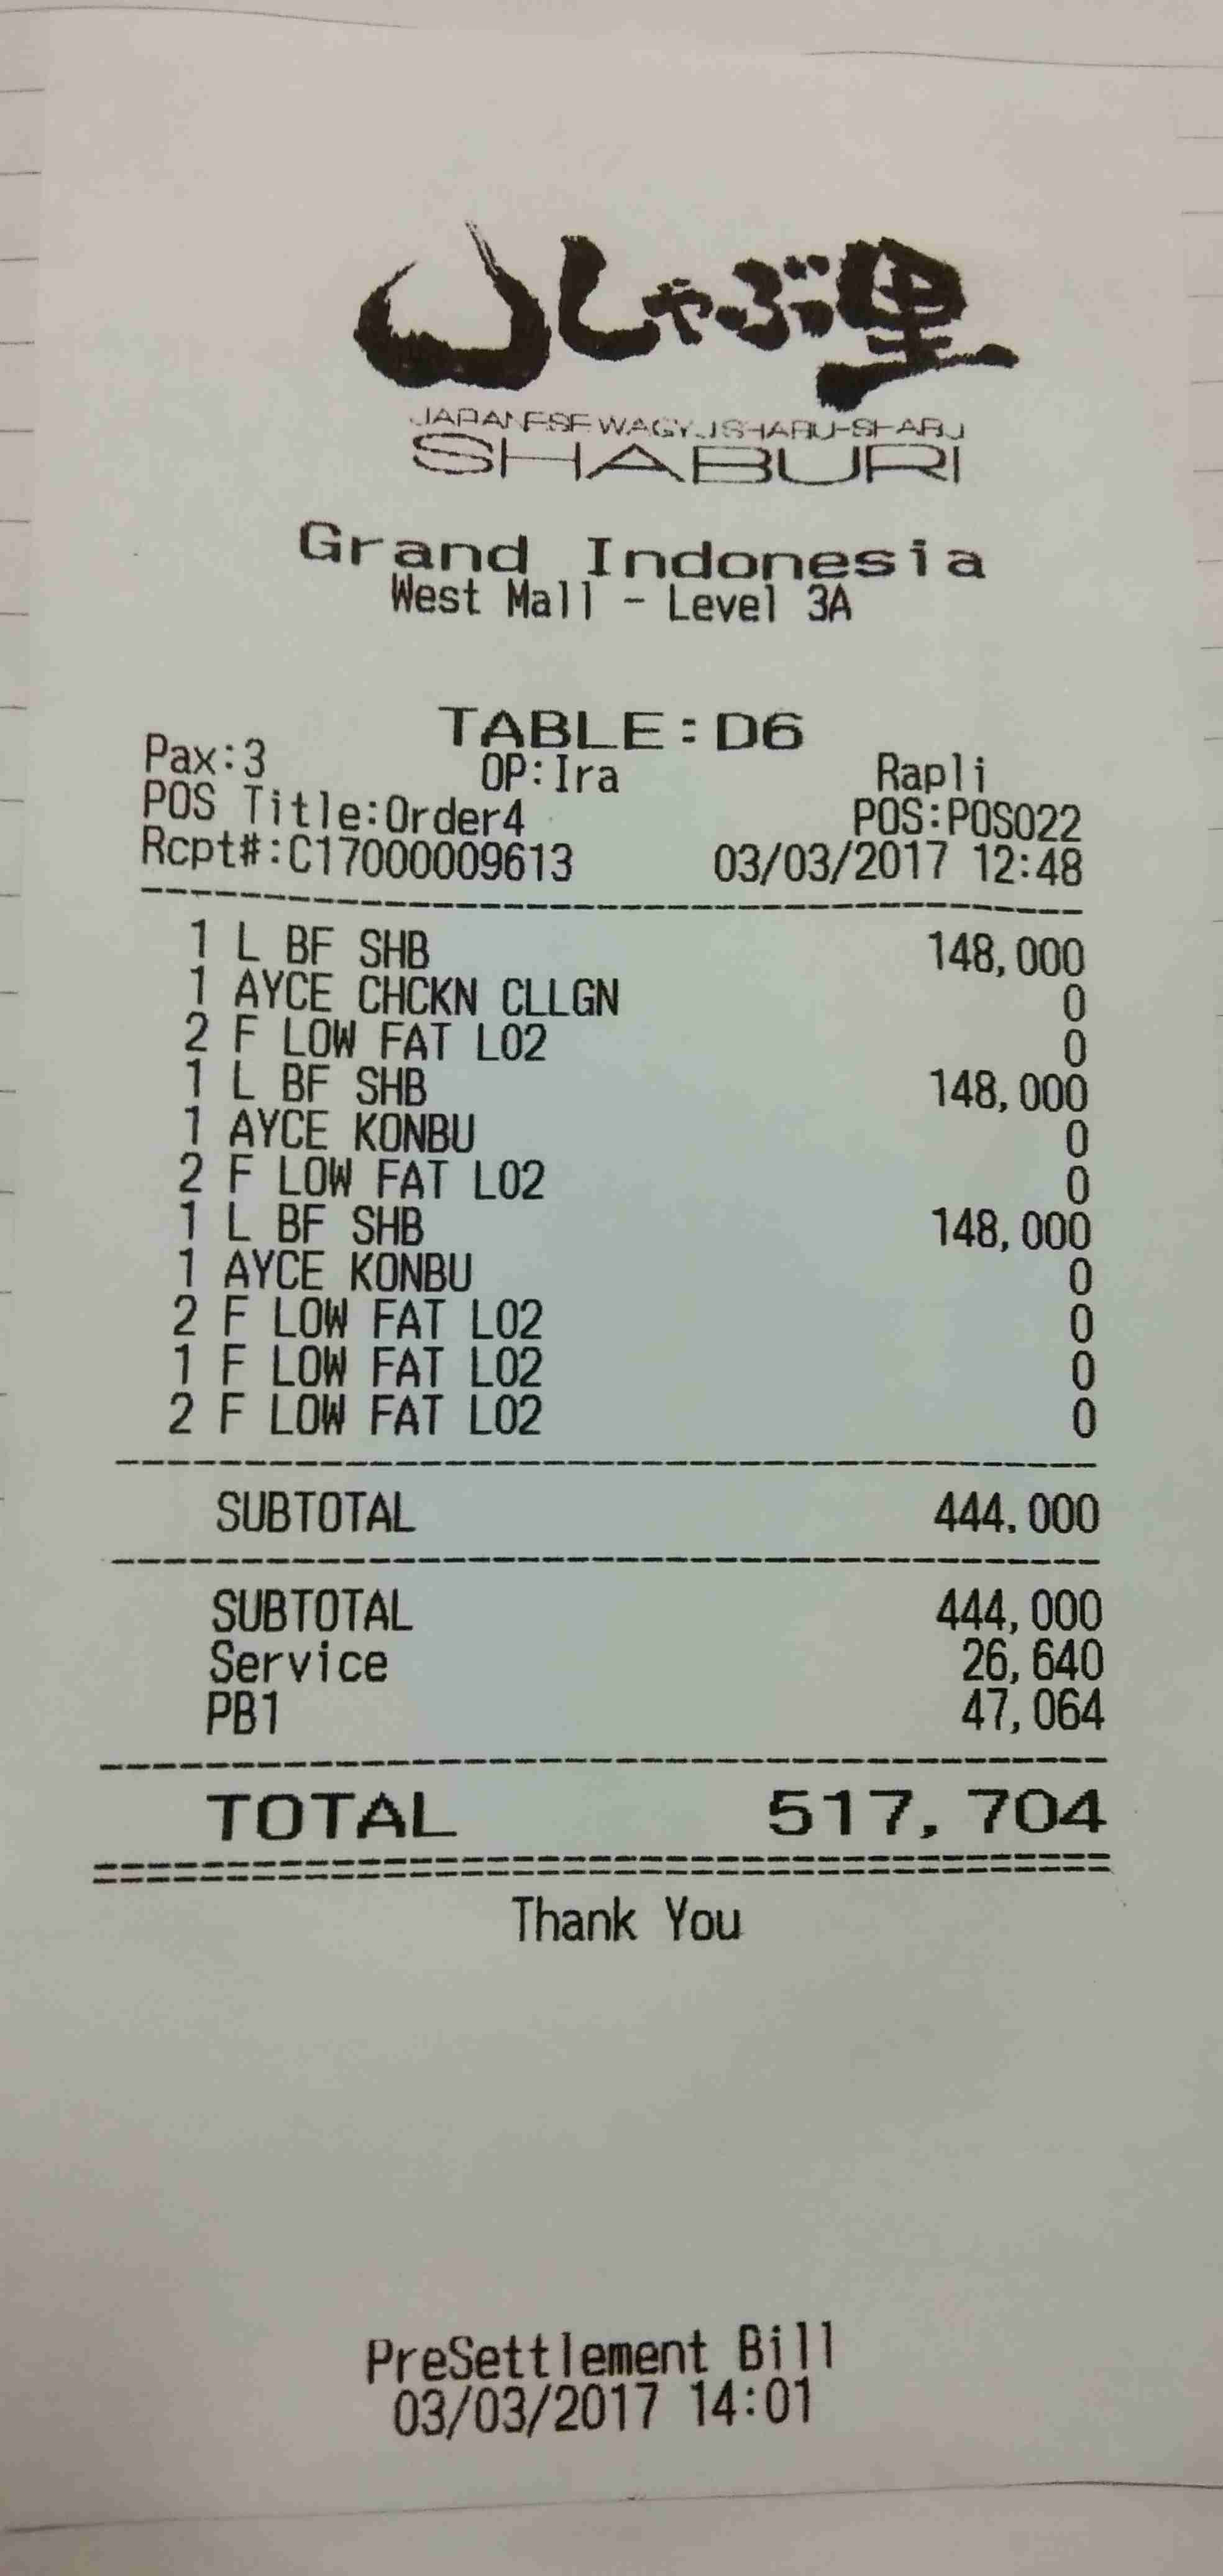 しゃぶ里
JAPANESE WAGYU SHABU-SHABU
SHABURI
Grand Indonesia
West Mall - Level 3A
TABLE:D6
Pax:3 OP:Ira Rapli
POS Title:Order4 POS:POS022
Rcpt#:C17000009613 03/03/2017 12:48
1 L BF SHB 148,000
1 AYCE CHCKN CLLGN 0
2 F LOW FAT LO2 0
1 L BF SHB 148,000
1 AYCE KONBU 0
2 F LOW FAT LO2 0
1 L BF SHB 148,000
1 AYCE KONBU 0
2 F LOW FAT LO2 0
1 F LOW FAT LO2 0
2 F LOW FAT LO2 0
SUBTOTAL 444.000
SUBTOTAL 444,000
Service 26,640
PB1 47,064
TOTAL 517,704
Thank You
PreSettlement Bill
03/03/2017 14:01